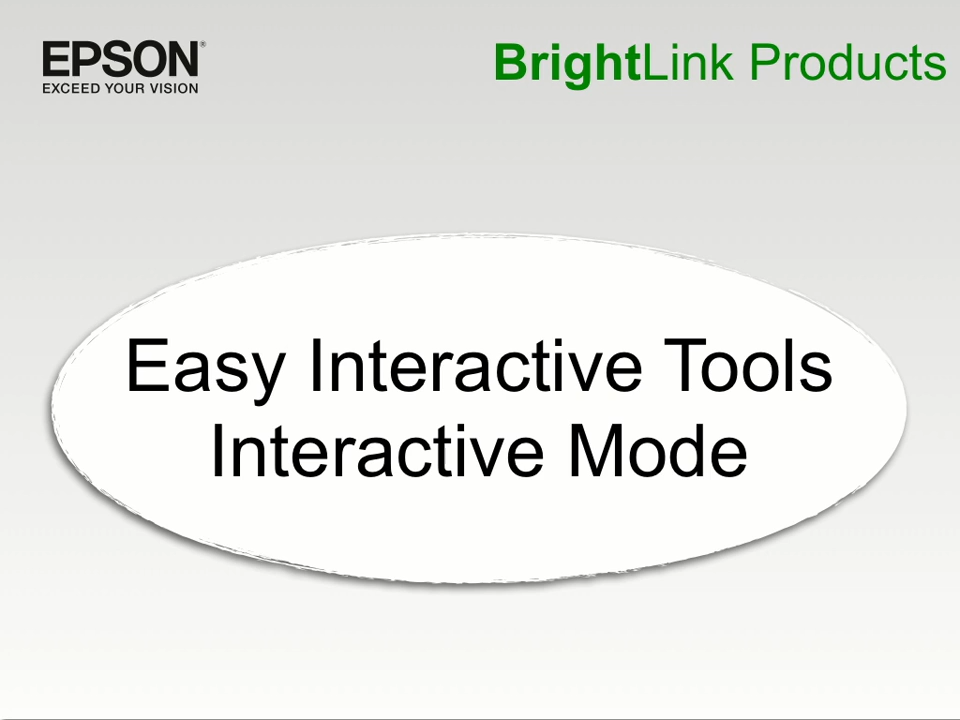 EPSON®
EXCEED YOUR VISION
BrightLink Products
Easy Interactive Tools
Interactive Mode